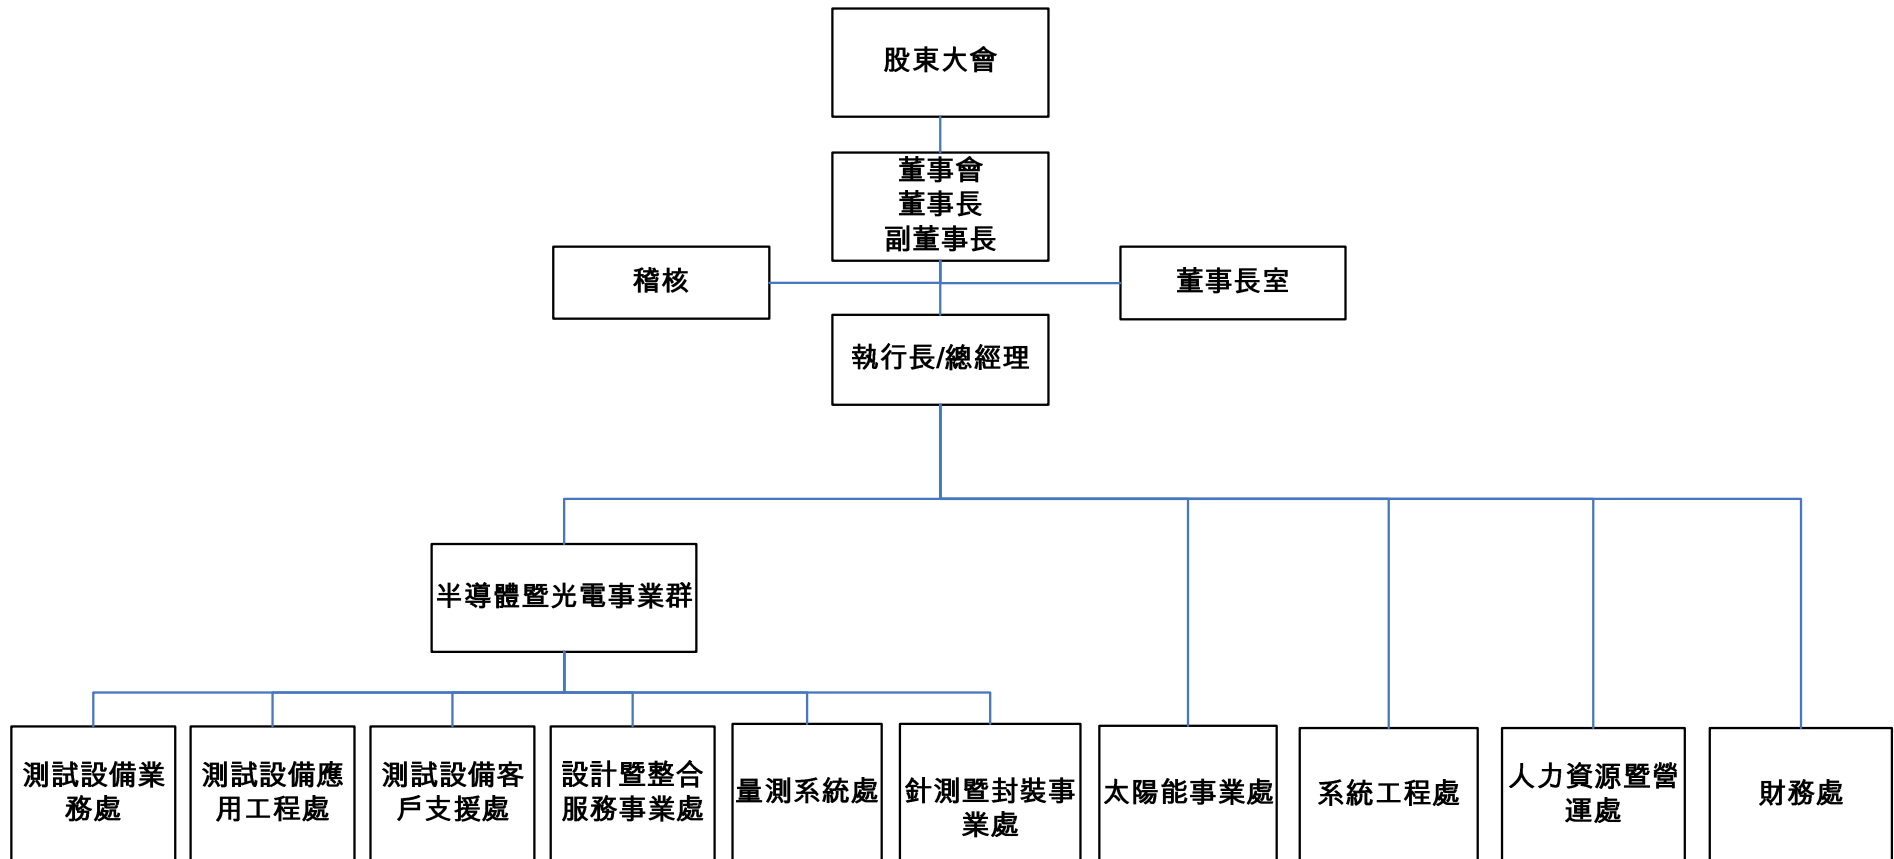 股東大會
董事會
董事長
副董事長
稽核
董事長室
執行長/總經理
半導體暨光電事業群
測試設備業
務處
測試設備應
用工程處
測試設備客
戶支援處
設計暨整合
服務事業處
量測系統處
針測暨封裝事
業處
太陽能事業處
系統工程處
人力資源暨營
運處
財務處